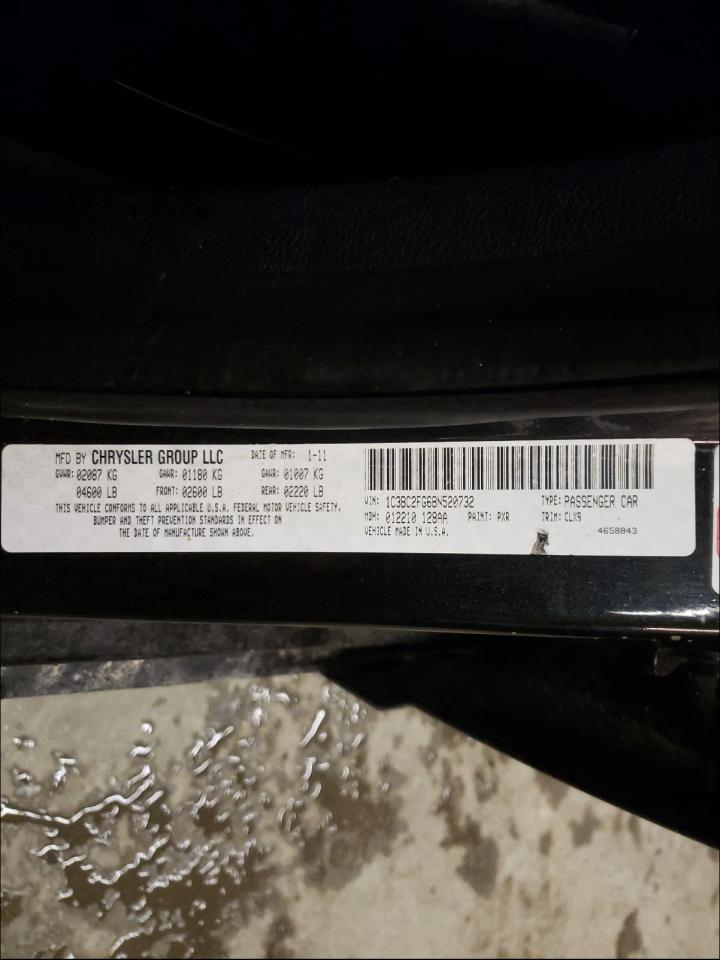 MFD BY CHRYSLER GROUP LLC DATE OF MFR: 1-11
GVWR: 02087 KG GAWR: 01180 KG GAWR: 01007 KG
04600 LB FRONT: 02600 LB REAR: 02220 LB
THIS VEHICLE CONFORMS TO ALL APPLICABLE U.S.A. FEDERAL MOTOR VEHICLE SAFETY,
BUMPER AND THEFT PREVENTION STANDARDS IN EFFECT ON
THE DATE OF MANUFACTURE SHOWN ABOVE.
VIN: 1C3BC2FG6BN520732 TYPE: PASSENGER CAR
MDH: 012210 128AA PAINT: PXR TRIM: CLX9
VEHICLE MADE IN U.S.A. 4658843